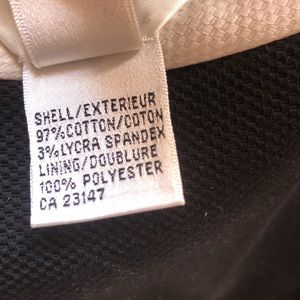 SHELL/EXTERIEUR
97%COTTON/COTON
3%LYCRA SPANDEX
LINING/DOUBLURE
100% POLYESTER
CA 23147